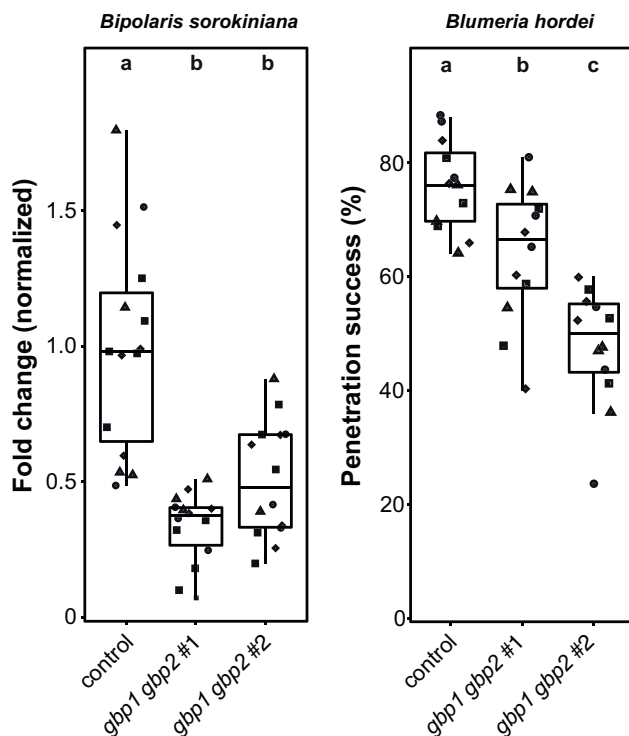 Bipolaris sorokiniana
a b b
Fold change (normalized)
1.5
1.0
0.5
0
control
gbp1 gbp2 #1
gbp1 gbp2 #2
Blumeria hordei
a b c
Penetration success (%)
80
60
40
20
0
control
gbp1 gbp2 #1
gbp1 gbp2 #2